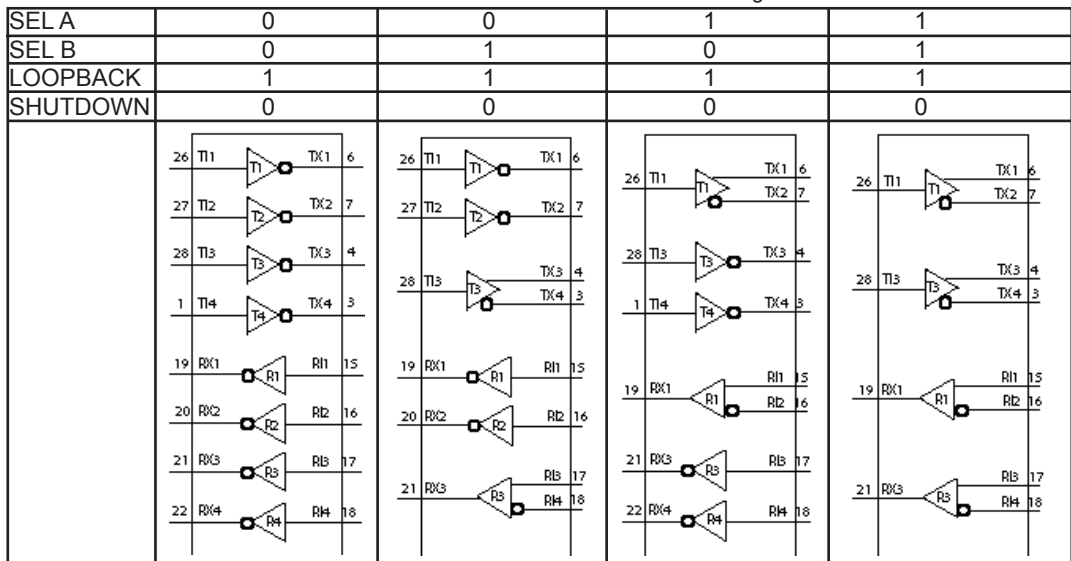 SEL A 0 0 1 1
SEL B 0 1 0 1
LOOPBACK 1 1 1 1
SHUTDOWN 0 0 0 0
26 TI1 T1 TX1 6
27 TI2 T2 TX2 7
28 TI3 T3 TX3 4
1 TI4 T4 TX4 3
19 RX1 R1 RI1 15
20 RX2 R2 RI2 16
21 RX3 R3 RI3 17
22 RX4 R4 RI4 18
26 TI1 T1 TX1 6
27 TI2 T2 TX2 7
28 TI3 T3 TX3 4
TX4 3
19 RX1 R1 RI1 15
20 RX2 R2 RI2 16
21 RX3 R3 RI3 17
RI4 18
26 TI1 T1 TX1 6
TX2 7
28 TI3 T3 TX3 4
1 TI4 T4 TX4 3
19 RX1 R1 RI1 15
RI2 16
21 RX3 R3 RI3 17
22 RX4 R4 RI4 18
26 TI1 T1 TX1 6
TX2 7
28 TI3 T3 TX3 4
TX4 3
19 RX1 R1 RI1 15
RI2 16
21 RX3 R3 RI3 17
RI4 18